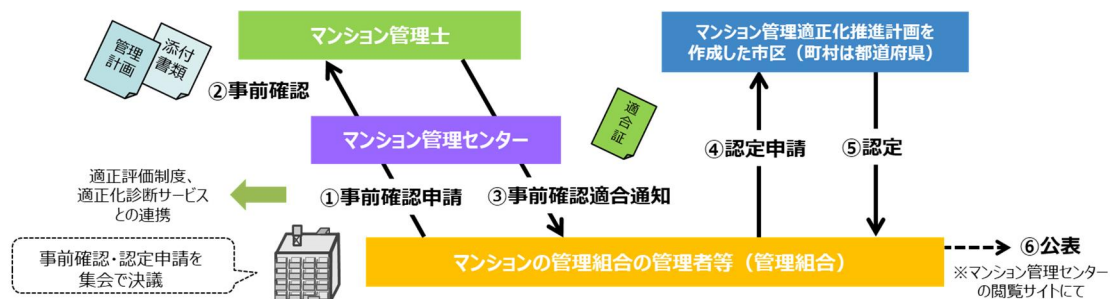 マンション管理士
マンション管理適正化推進計画を
作成した市区（町村は都道府県）
管理
計画
添付
書類
②事前確認
マンション管理センター
適合証
④認定申請
⑤認定
適正評価制度、
適正化診断サービス
との連携
①事前確認申請
③事前確認適合通知
事前確認・認定申請を
集会で決議
マンションの管理組合の管理者等（管理組合）
⑥公表
※マンション管理センター
の閲覧サイトにて